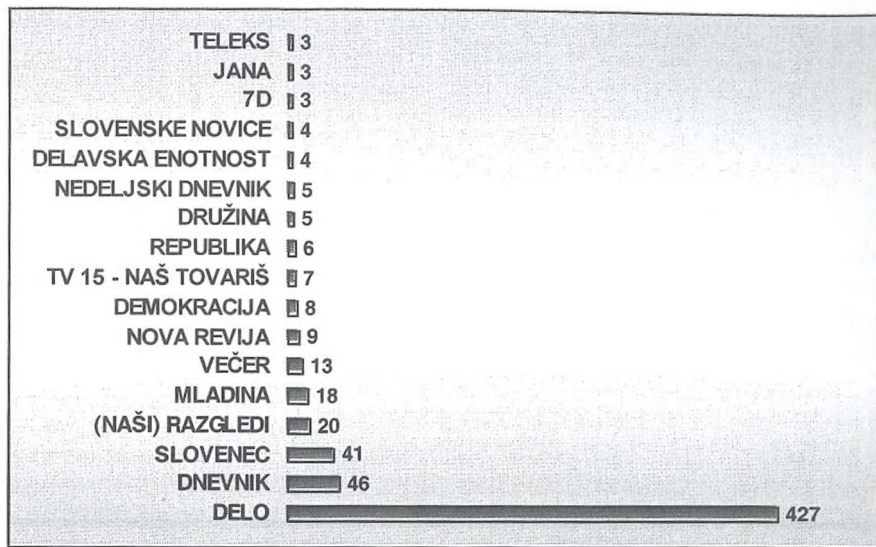 TELEKS 3
JANA 3
7D 3
SLOVENSKE NOVICE 4
DELAVSKA ENOTNOST 4
NEDELJSKI DNEVNIK 5
DRUŽINA 5
REPUBLIKA 6
TV 15 - NAŠ TOVARIŠ 7
DEMOKRACIJA 8
NOVA REVIJA 9
VEČER 13
MLADINA 18
(NAŠI) RAZGLEDI 20
SLOVENEC 41
DNEVNIK 46
DELO 427